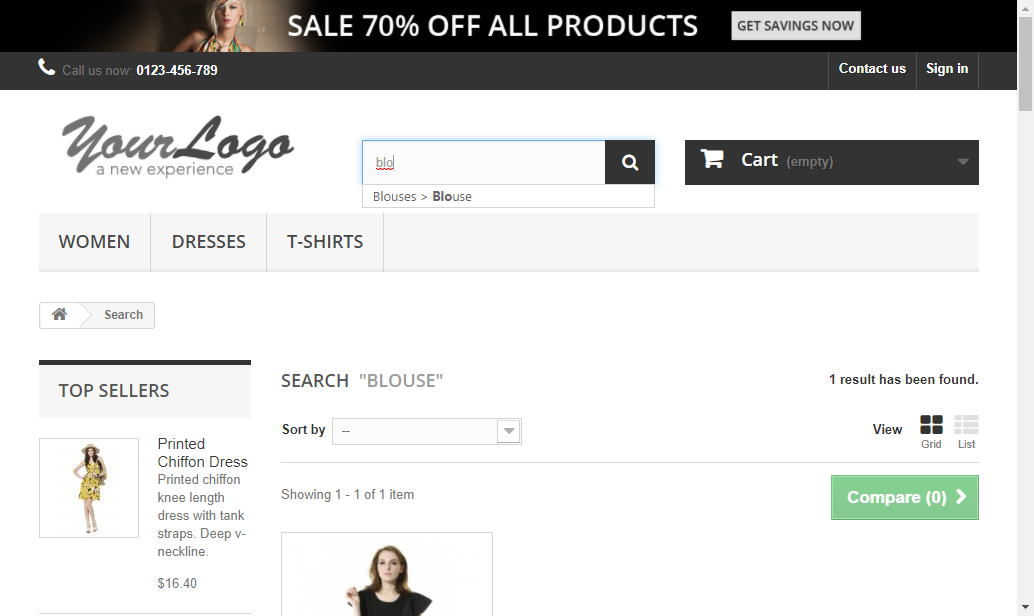 SALE 70% OFF ALL PRODUCTS
GET SAVINGS NOW
Call us now: 0123-456-789
Contact us
Sign in
YourLogo
a new experience
blo
Cart (empty)
Blouses > Blouse
WOMEN
DRESSES
T-SHIRTS
Search
TOP SELLERS
Printed
Chiffon Dress
Printed chiffon
knee length
dress with tank
straps. Deep v-
neckline.
$16.40
SEARCH "BLOUSE"
1 result has been found.
Sort by
--
View
Grid
List
Showing 1 - 1 of 1 item
Compare (0)